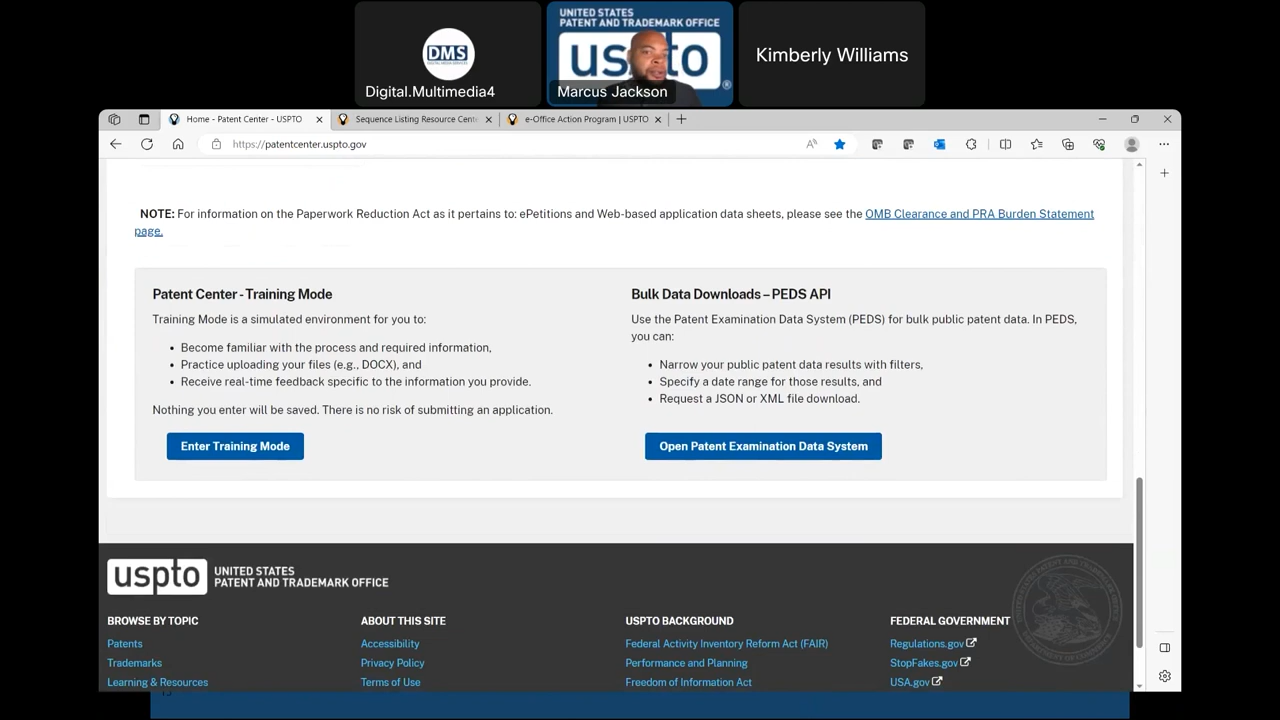 DMS
Digital.Multimedia4
UNITED STATES
PATENT AND TRADEMARK OFFICE
uspto
Marcus Jackson
Kimberly Williams
Home - Patent Center - USPTO
Sequence Listing Resource Cente
e-Office Action Program | USPTO
https://patentcenter.uspto.gov
NOTE: For information on the Paperwork Reduction Act as it pertains to: ePetitions and Web-based application data sheets, please see the OMB Clearance and PRA Burden Statement
page.
Patent Center - Training Mode
Training Mode is a simulated environment for you to:
• Become familiar with the process and required information,
• Practice uploading your files (e.g., DOCX), and
• Receive real-time feedback specific to the information you provide.
Nothing you enter will be saved. There is no risk of submitting an application.
Enter Training Mode
Bulk Data Downloads – PEDS API
Use the Patent Examination Data System (PEDS) for bulk public patent data. In PEDS,
you can:
• Narrow your public patent data results with filters,
• Specify a date range for those results, and
• Request a JSON or XML file download.
Open Patent Examination Data System
uspto
UNITED STATES
PATENT AND TRADEMARK OFFICE
BROWSE BY TOPIC
Patents
Trademarks
Learning & Resources
ABOUT THIS SITE
Accessibility
Privacy Policy
Terms of Use
USPTO BACKGROUND
Federal Activity Inventory Reform Act (FAIR)
Performance and Planning
Freedom of Information Act
FEDERAL GOVERNMENT
Regulations.gov
StopFakes.gov
USA.gov